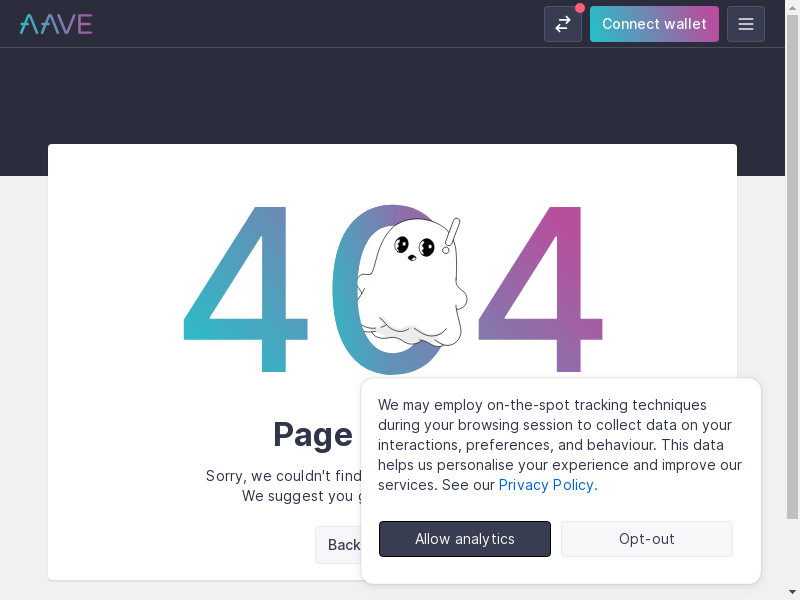 AAVE
Connect wallet
404
Page
Sorry, we couldn't find
We suggest you
Back
We may employ on-the-spot tracking techniques
during your browsing session to collect data on your
interactions, preferences, and behaviour. This data
helps us personalise your experience and improve our
services. See our Privacy Policy.
Allow analytics
Opt-out